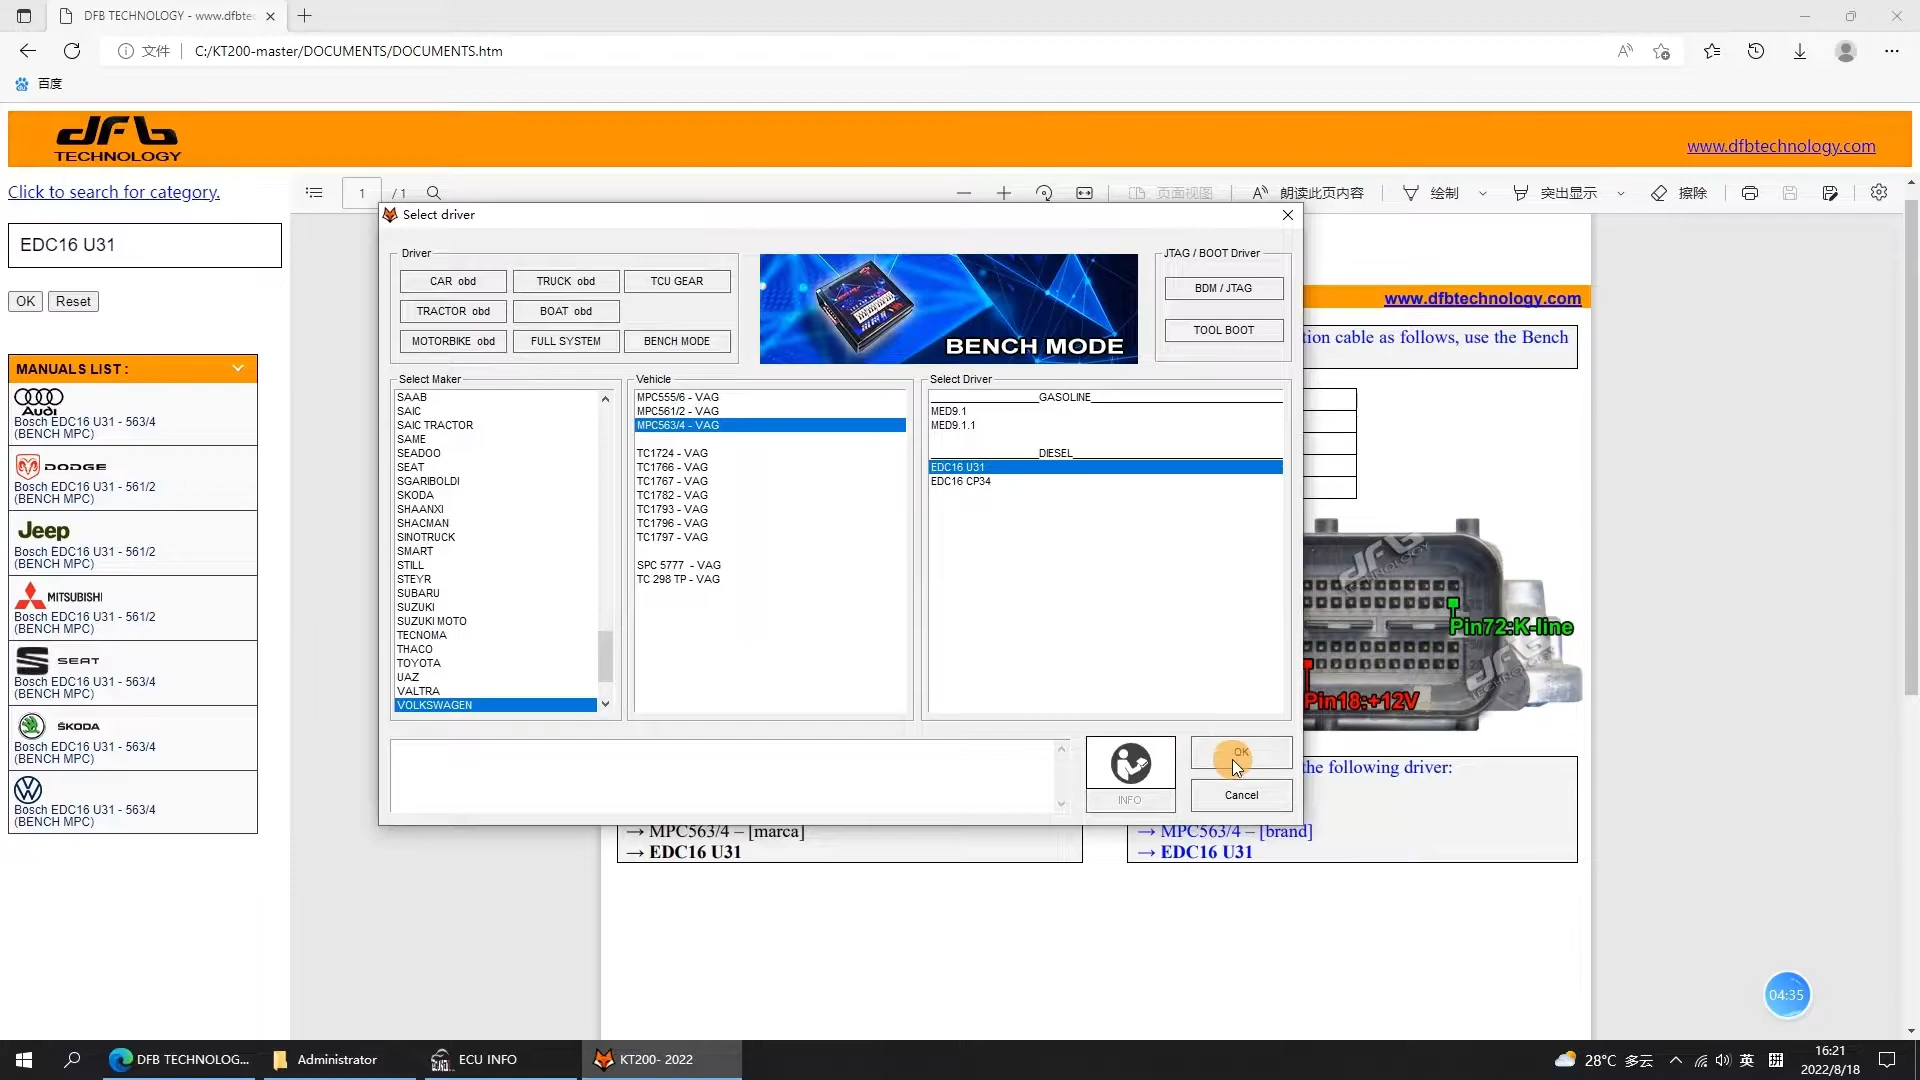 DFB TECHNOLOGY - www.dfbtec
文件
C:/KT200-master/DOCUMENTS/DOCUMENTS.htm
百度
dfb
TECHNOLOGY
www.dfbtechnology.com
Click to search for category.
EDC16 U31
OK
Reset
MANUALS LIST :
Audi
Bosch EDC16 U31 - 563/4
(BENCH MPC)
DODGE
Bosch EDC16 U31 - 561/2
(BENCH MPC)
Jeep
Bosch EDC16 U31 - 561/2
(BENCH MPC)
MITSUBISHI
Bosch EDC16 U31 - 561/2
(BENCH MPC)
SEAT
Bosch EDC16 U31 - 563/4
(BENCH MPC)
ŠKODA
Bosch EDC16 U31 - 563/4
(BENCH MPC)
Bosch EDC16 U31 - 563/4
(BENCH MPC)
1
/ 1
页面视图
朗读此页内容
绘制
突出显示
擦除
Select driver
Driver
CAR obd
TRUCK obd
TCU GEAR
TRACTOR obd
BOAT obd
MOTORBIKE obd
FULL SYSTEM
BENCH MODE
BENCH MODE
JTAG / BOOT Driver
BDM / JTAG
TOOL BOOT
Select Maker
SAAB
SAIC
SAIC TRACTOR
SAME
SEADOO
SEAT
SGARIBOLDI
SKODA
SHAANXI
SHACMAN
SINOTRUCK
SMART
STILL
STEYR
SUBARU
SUZUKI
SUZUKI MOTO
TECNOMA
THACO
TOYOTA
UAZ
VALTRA
VOLKSWAGEN
Vehicle
MPC555/6 - VAG
MPC561/2 - VAG
MPC563/4 - VAG
TC1724 - VAG
TC1766 - VAG
TC1767 - VAG
TC1782 - VAG
TC1793 - VAG
TC1796 - VAG
TC1797 - VAG
SPC 5777 - VAG
TC 298 TP - VAG
Select Driver
GASOLINE
MED9.1
MED9.1.1
DIESEL
EDC16 U31
EDC16 CP34
INFO
OK
Cancel
www.dfbtechnology.com
tion cable as follows, use the Bench
dfb
TECHNOLOGY
Pin72:K-line
dfb
TECHNOLOGY
Pin18:+12V
the following driver:
→ MPC563/4 – [marca]
→ EDC16 U31
→ MPC563/4 – [brand]
→ EDC16 U31
04:35
DFB TECHNOLOG...
Administrator
ECU INFO
KT200- 2022
28°C 多云
英
16:21
2022/8/18